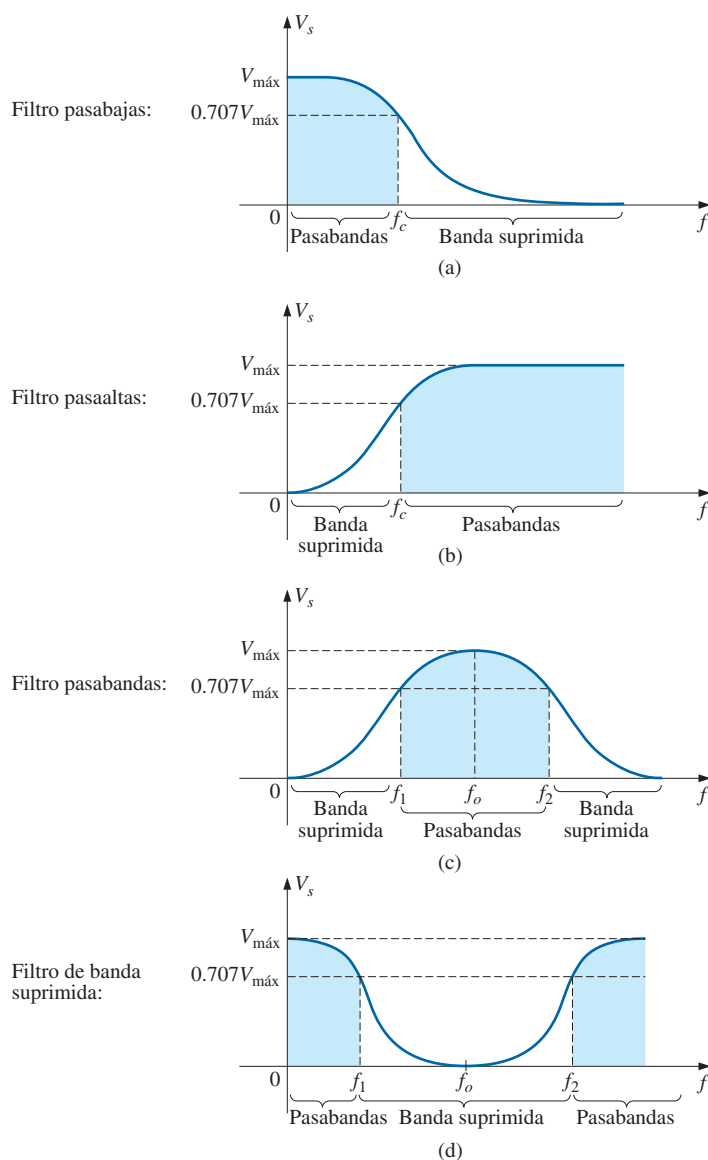 V_s
V_máx
Filtro pasabajas: 0.707V_máx
0 f_c f
Pasabandas Banda suprimida
(a)
V_s
V_máx
Filtro pasaaltas: 0.707V_máx
0 f_c f
Banda suprimida Pasabandas
(b)
V_s
V_máx
Filtro pasabandas: 0.707V_máx
0 f_1 f_o f_2 f
Banda suprimida Pasabandas Banda suprimida
(c)
V_s
V_máx
Filtro de banda suprimida: 0.707V_máx
0 f_1 f_o f_2 f
Pasabandas Banda suprimida Pasabandas
(d)